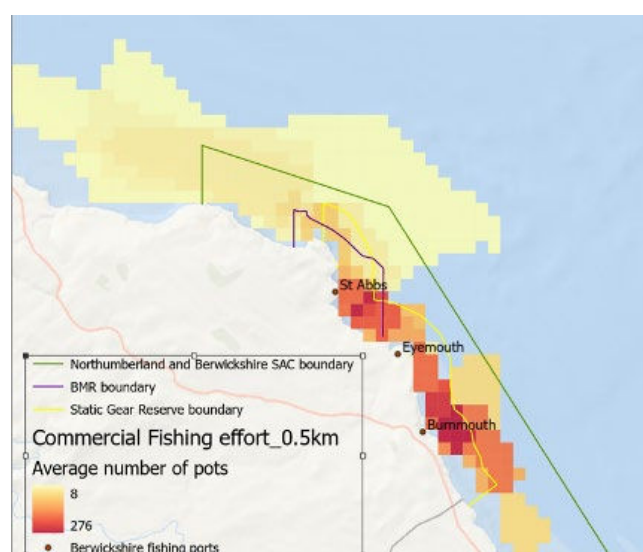 St Abbs
Eyemouth
Northumberland and Berwickshire SAC boundary
BMR boundary
Static Gear Reserve boundary
Burnmouth
Commercial Fishing effort_0.5km
Average number of pots
8
276
Berwickshire fishing ports